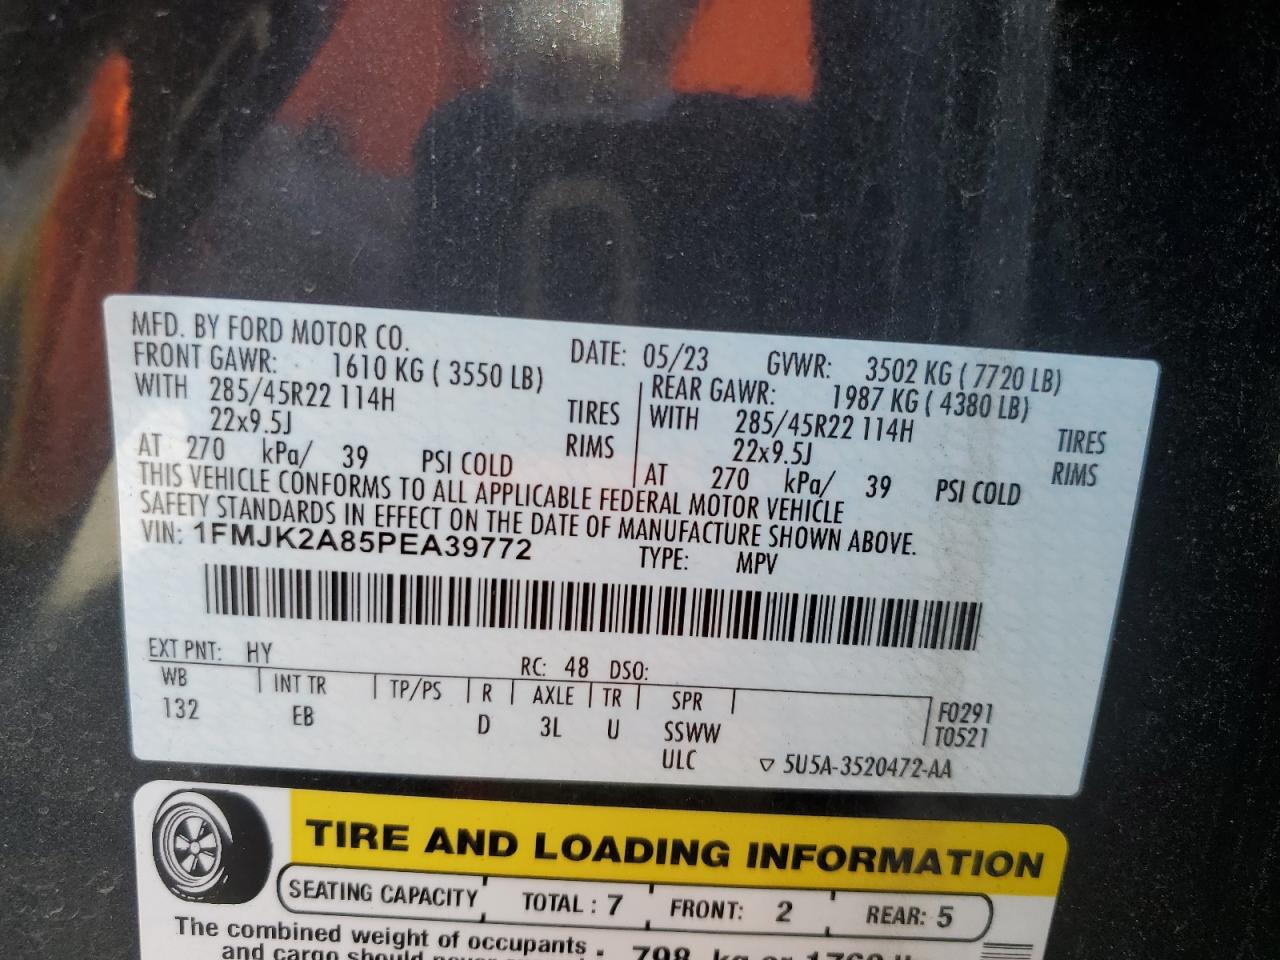 MFD. BY FORD MOTOR CO. DATE: 05/23 GVWR: 3502 KG ( 7720 LB)
FRONT GAWR: 1610 KG ( 3550 LB) REAR GAWR: 1987 KG ( 4380 LB)
WITH 285/45R22 114H TIRES WITH 285/45R22 114H TIRES
22x9.5J RIMS 22x9.5J RIMS
AT 270 kPa/ 39 PSI COLD AT 270 kPa/ 39 PSI COLD
THIS VEHICLE CONFORMS TO ALL APPLICABLE FEDERAL MOTOR VEHICLE
SAFETY STANDARDS IN EFFECT ON THE DATE OF MANUFACTURE SHOWN ABOVE.
VIN: 1FMJK2A85PEA39772 TYPE: MPV
EXT PNT: HY RC: 48 DSO:
WB INT TR TP/PS R AXLE TR SPR
132 EB D 3L U SSWW F0291
T0521
ULC ▽ 5U5A-3520472-AA
TIRE AND LOADING INFORMATION
SEATING CAPACITY TOTAL : 7 FRONT: 2 REAR: 5
The combined weight of occupants
and cargo should never
798 kg or